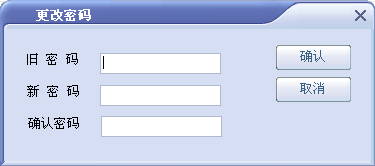 更改密码
旧 密 码
确认
新 密 码
取消
确认密码